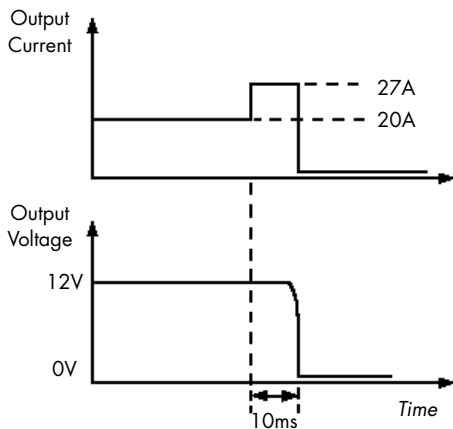 Output
Current
27A
20A
Output
Voltage
12V
0V
10ms
Time